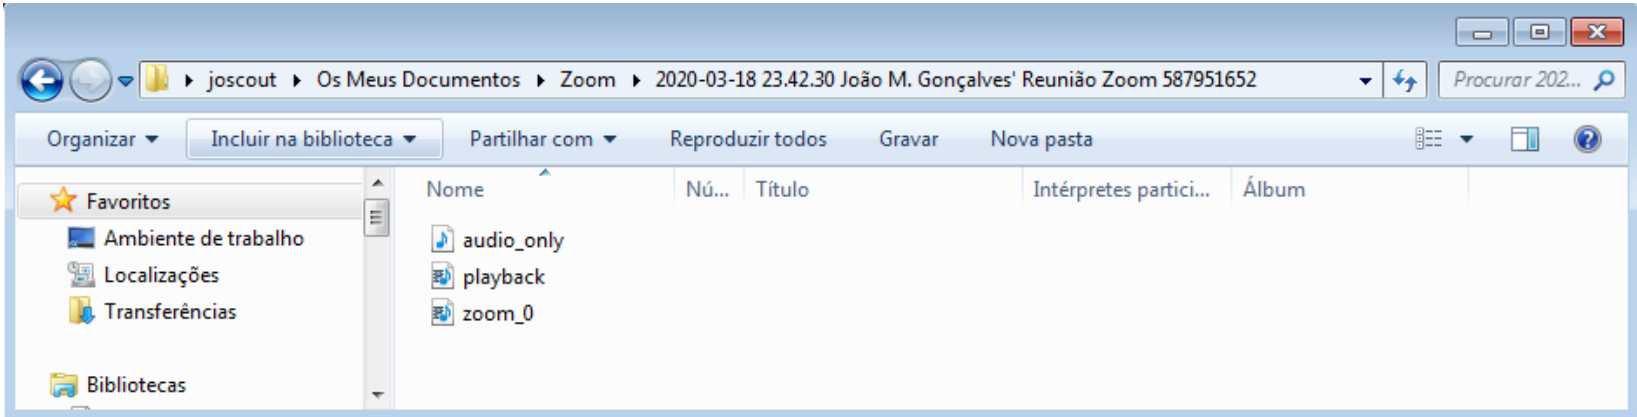 joscout Os Meus Documentos Zoom 2020-03-18 23.42.30 João M. Gonçalves' Reunião Zoom 587951652 Procurar 202...
Organizar Incluir na biblioteca Partilhar com Reproduzir todos Gravar Nova pasta
Favoritos
Ambiente de trabalho
Localizações
Transferências
Bibliotecas
Nome Nú... Título Intérpretes partici... Álbum
audio_only
playback
zoom_0